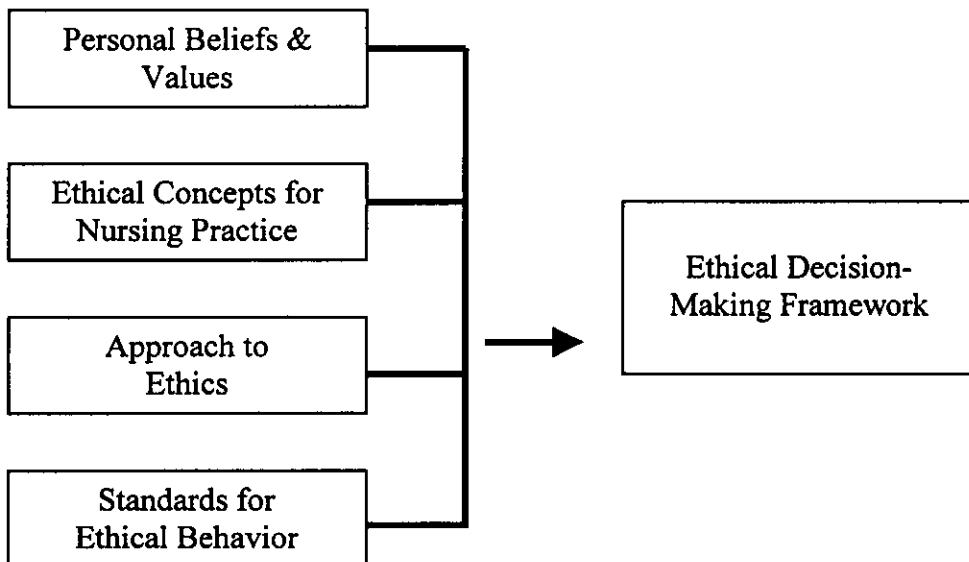 Personal Beliefs &
Values
Ethical Concepts for
Nursing Practice
Approach to
Ethics
Standards for
Ethical Behavior
Ethical Decision-
Making Framework